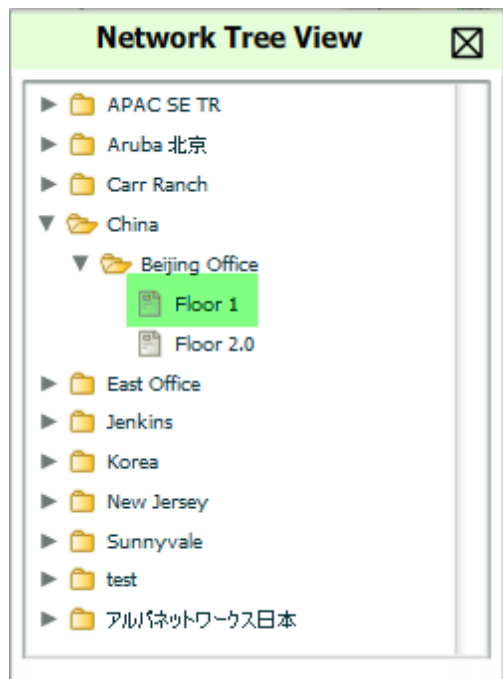 Network Tree View
APAC SE TR
Aruba 北京
Carr Ranch
China
Beijing Office
Floor 1
Floor 2.0
East Office
Jenkins
Korea
New Jersey
Sunnyvale
test
アルバネットワークス日本